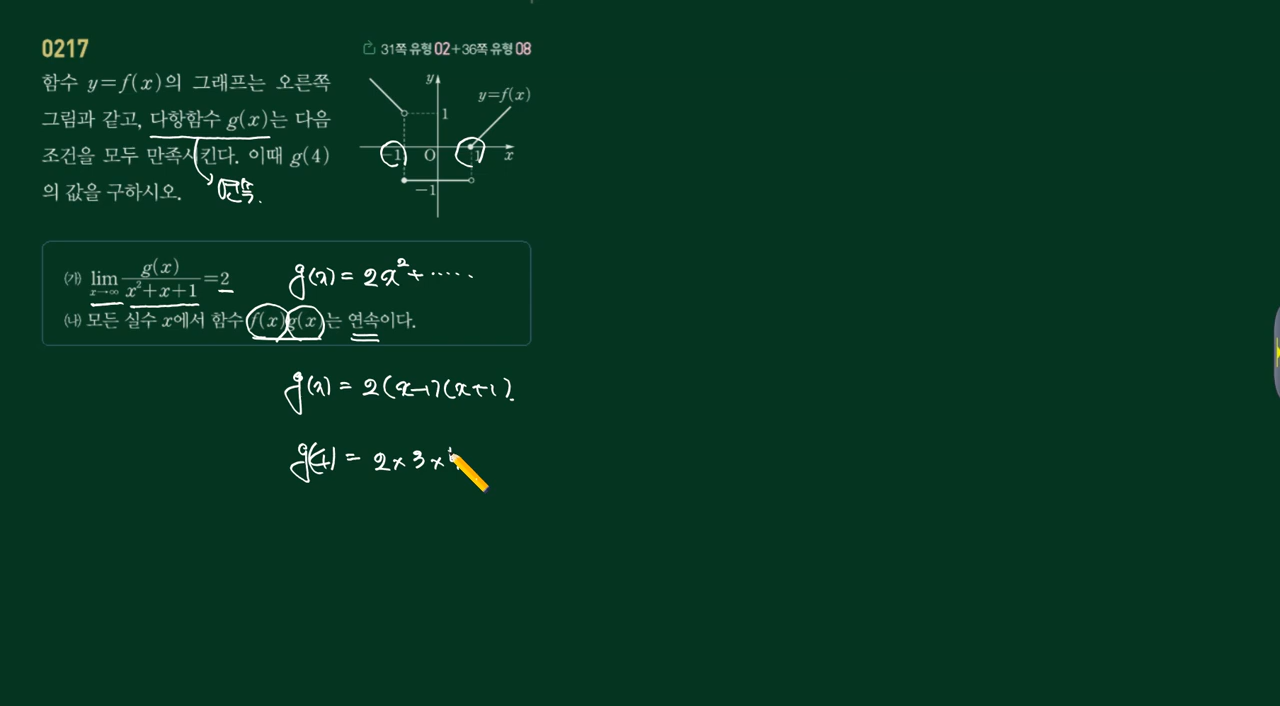 0217
31쪽 유형 02+36쪽 유형 08
함수 y=f(x)의 그래프는 오른쪽
그림과 같고, 다항함수 g(x)는 다음
조건을 모두 만족시킨다. 이때 g(4)
의 값을 구하시오.
연속.
y
y=f(x)
1
-1
O
1
x
-1
(가) lim x→∞ g(x)/(x²+x+1)=2
g(x) = 2x²+·····
(나) 모든 실수 x에서 함수 f(x)g(x)는 연속이다.
g(x) = 2(x-1)(x+1).
g(4) = 2×3×